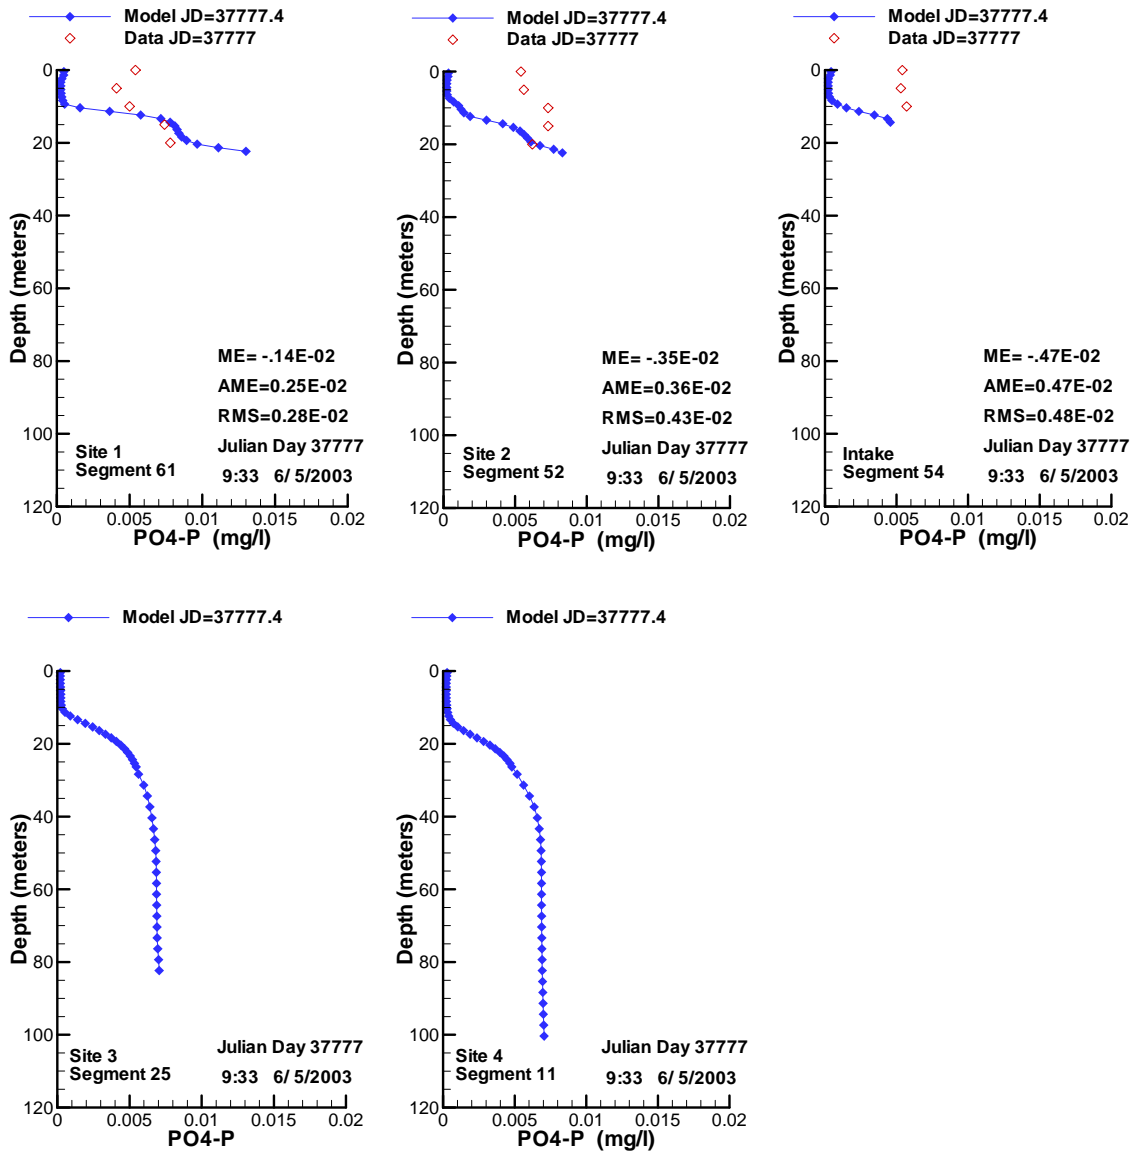 Model JD=37777.4
Data JD=37777
0
20
40
60
80
100
120
Depth (meters)
ME= -.14E-02
AME=0.25E-02
RMS=0.28E-02
Site 1
Segment 61
Julian Day 37777
9:33 6/ 5/2003
0 0.005 0.01 0.015 0.02
PO4-P (mg/l)
Model JD=37777.4
Data JD=37777
0
20
40
60
80
100
120
Depth (meters)
ME= -.35E-02
AME=0.36E-02
RMS=0.43E-02
Site 2
Segment 52
Julian Day 37777
9:33 6/ 5/2003
0 0.005 0.01 0.015 0.02
PO4-P (mg/l)
Model JD=37777.4
Data JD=37777
0
20
40
60
80
100
120
Depth (meters)
ME= -.47E-02
AME=0.47E-02
RMS=0.48E-02
Intake
Segment 54
Julian Day 37777
9:33 6/ 5/2003
0 0.005 0.01 0.015 0.02
PO4-P (mg/l)
Model JD=37777.4
0
20
40
60
80
100
120
Depth (meters)
Site 3
Segment 25
Julian Day 37777
9:33 6/ 5/2003
0 0.005 0.01 0.015 0.02
PO4-P
Model JD=37777.4
0
20
40
60
80
100
120
Depth (meters)
Site 4
Segment 11
Julian Day 37777
9:33 6/ 5/2003
0 0.005 0.01 0.015 0.02
PO4-P (mg/l)